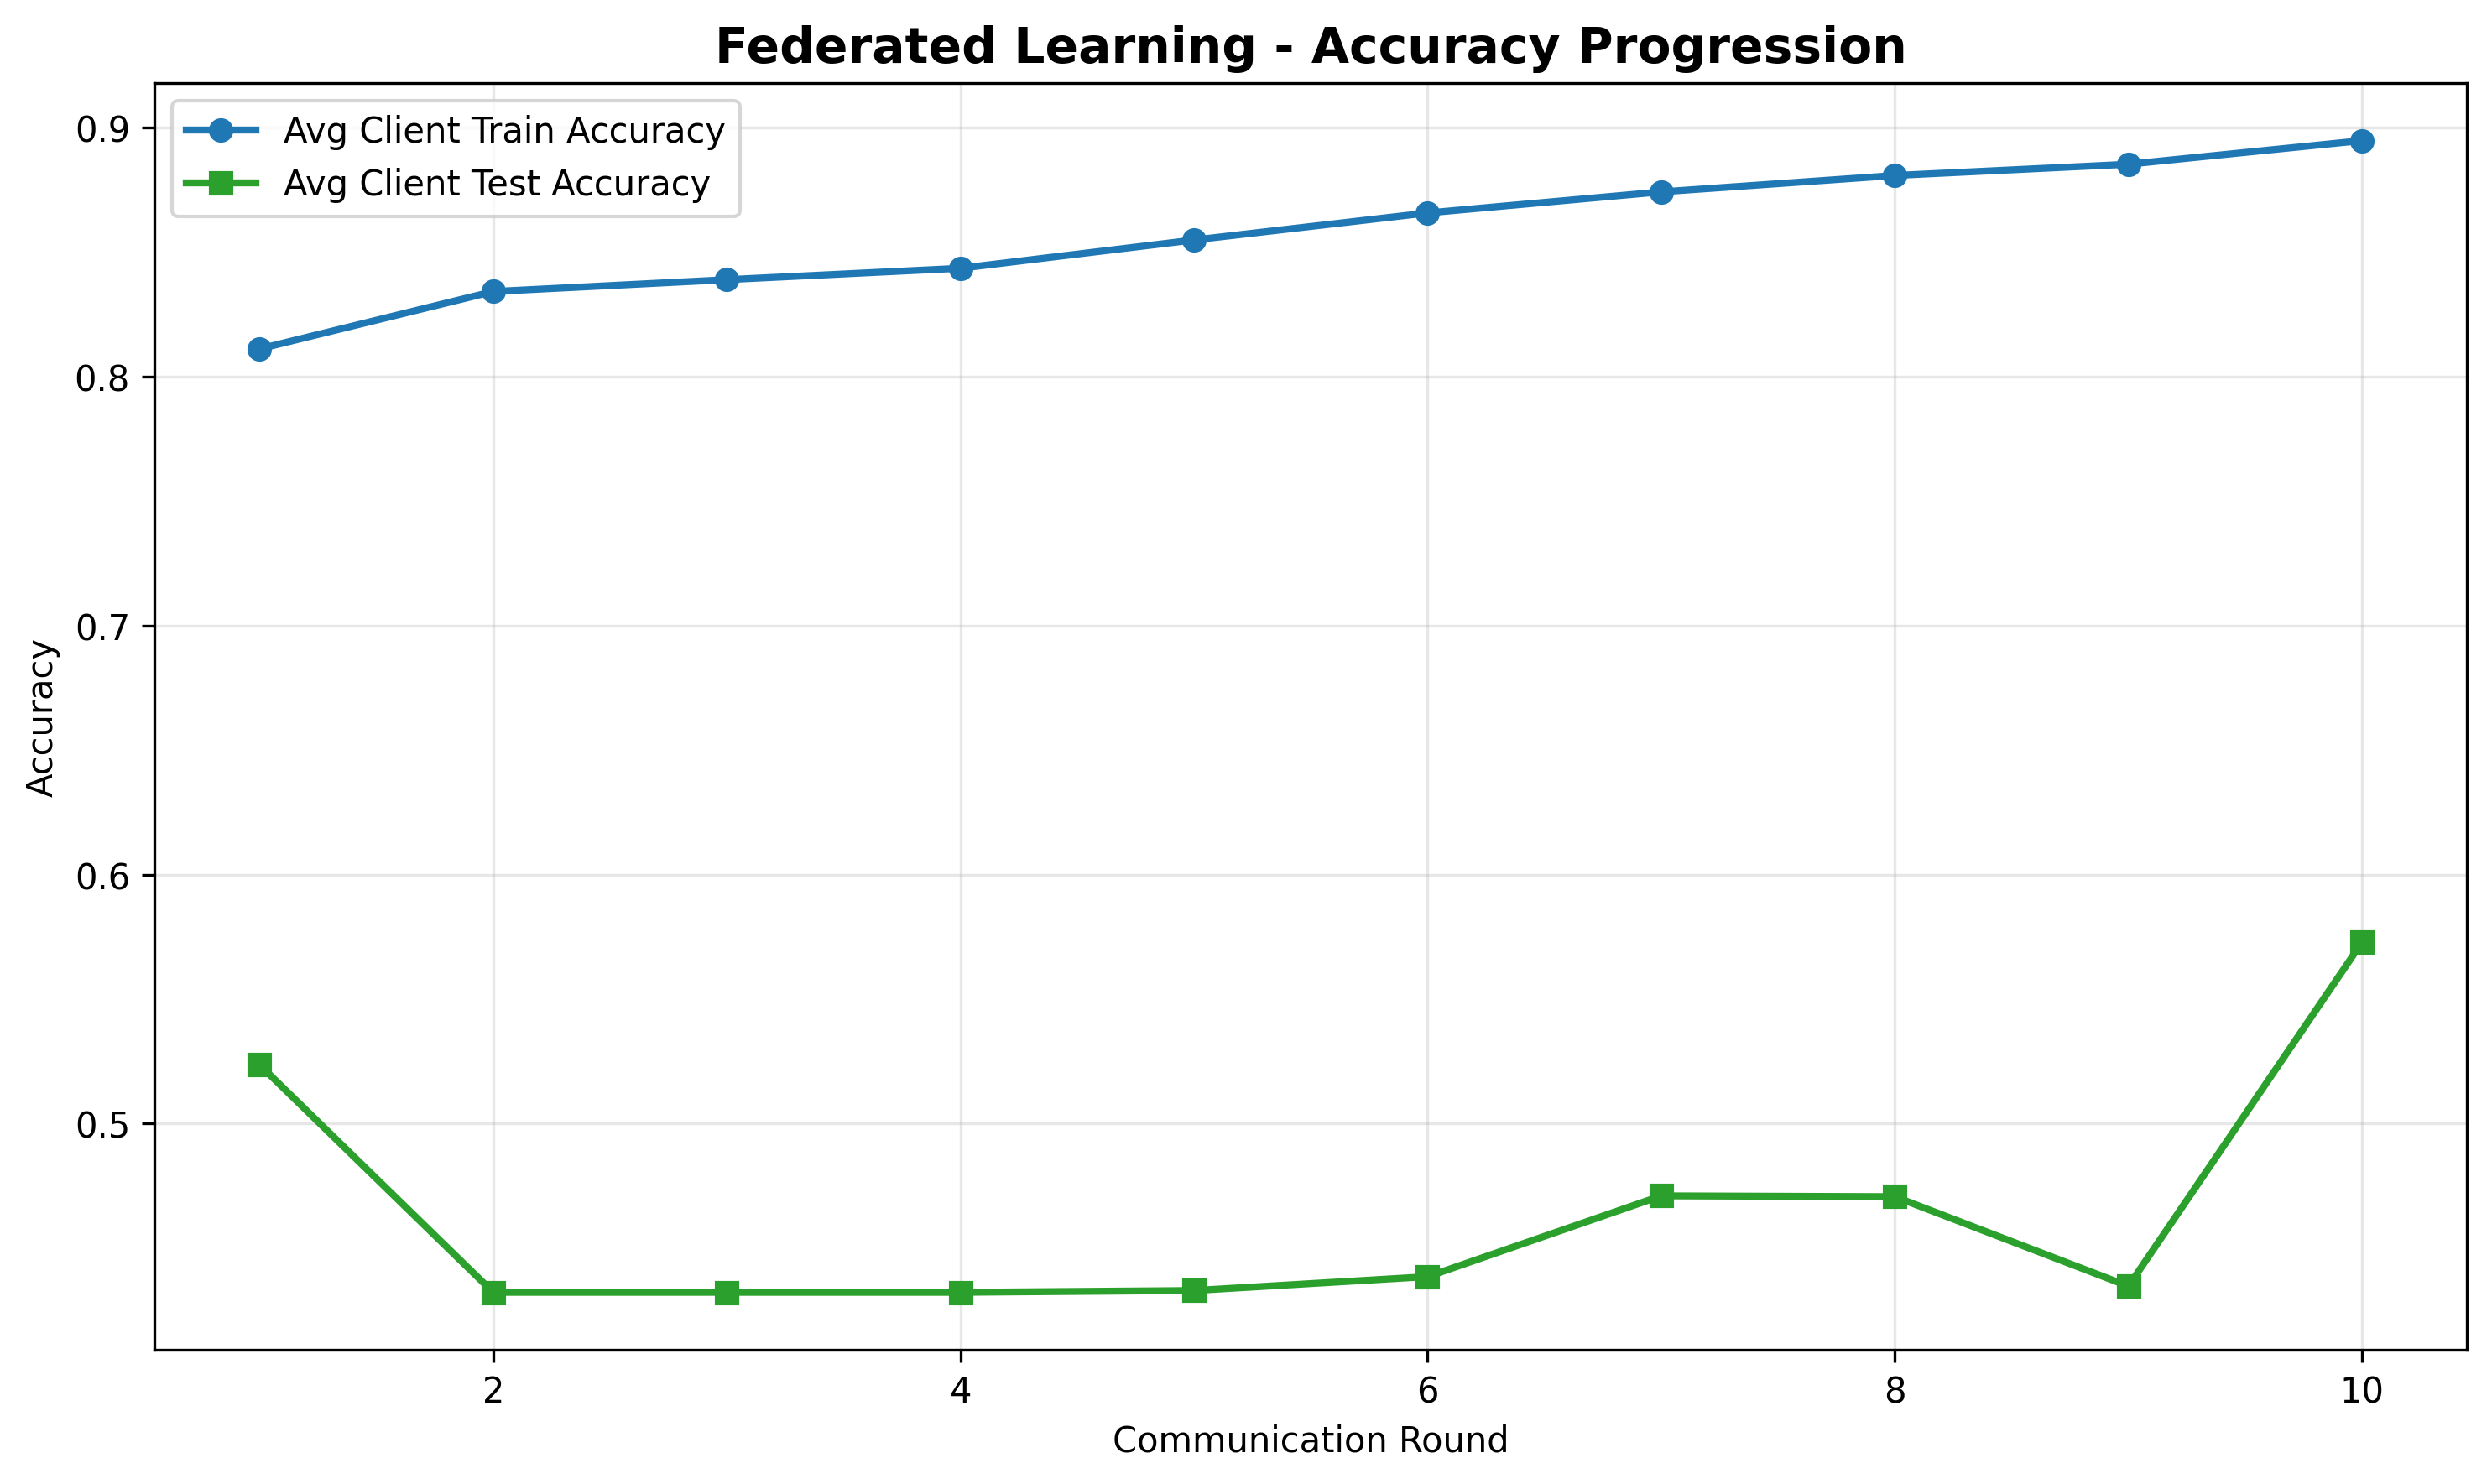 Federated Learning - Accuracy Progression
Avg Client Train Accuracy
Avg Client Test Accuracy
Accuracy
0.9
0.8
0.7
0.6
0.5
2 4 6 8 10
Communication Round